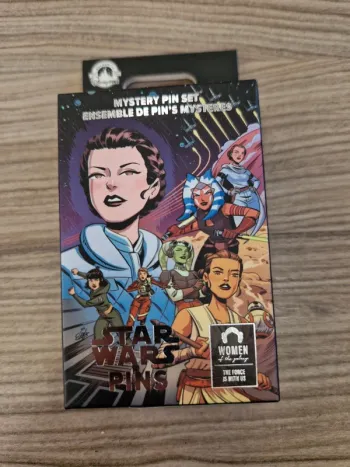 MYSTERY PIN SET
ENSEMBLE DE PIN'S MYSTÈRES
STAR
WARS
PINS
WOMEN
of the galaxy
THE FORCE
IS WITH US